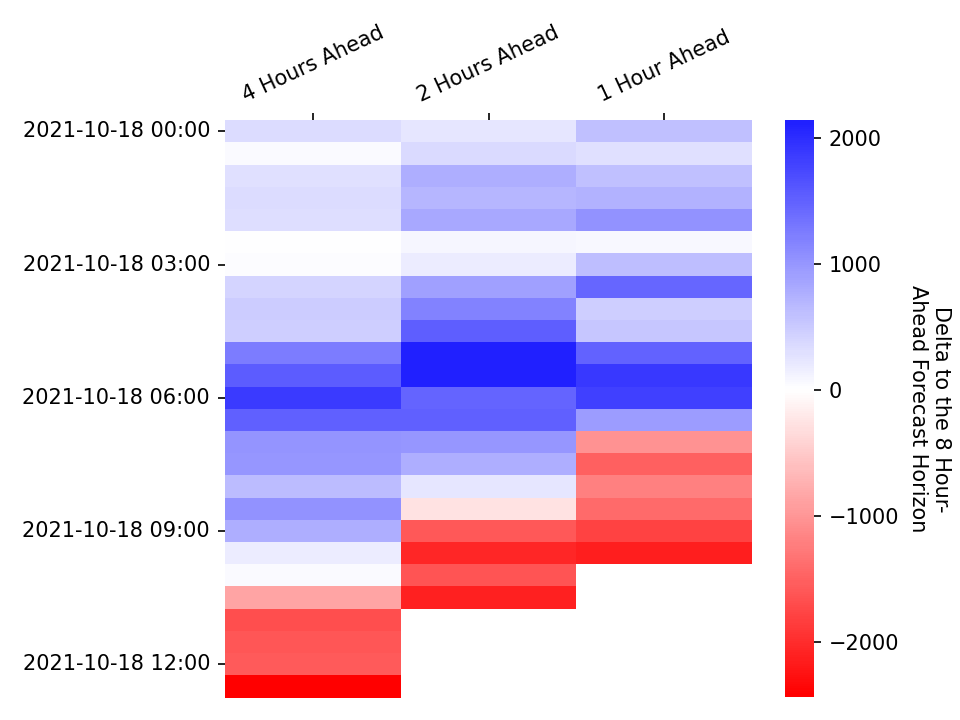 4 Hours Ahead
2 Hours Ahead
1 Hour Ahead
2021-10-18 00:00
2021-10-18 03:00
2021-10-18 06:00
2021-10-18 09:00
2021-10-18 12:00
2000
1000
0
−1000
−2000
Delta to the 8 Hour-
Ahead Forecast Horizon